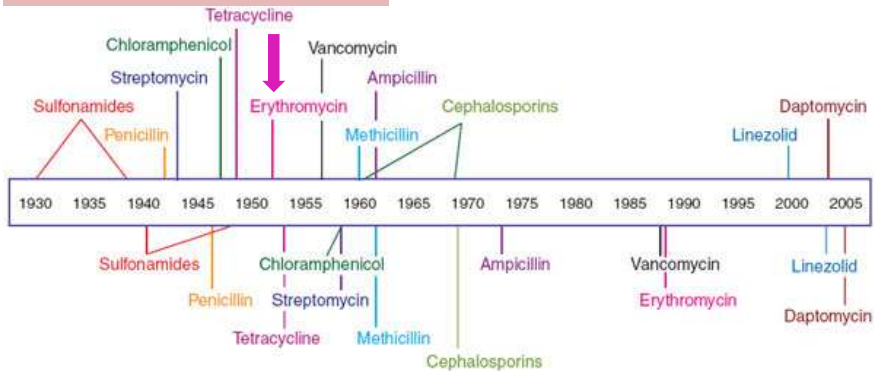 Tetracycline
Chloramphenicol
Vancomycin
Streptomycin
Ampicillin
Sulfonamides
Erythromycin
Cephalosporins
Daptomycin
Penicillin
Methicillin
Linezolid
1930 1935 1940 1945 1950 1955 1960 1965 1970 1975 1980 1985 1990 1995 2000 2005
Sulfonamides
Chloramphenicol
Ampicillin
Vancomycin
Linezolid
Penicillin
Streptomycin
Erythromycin
Daptomycin
Tetracycline
Methicillin
Cephalosporins